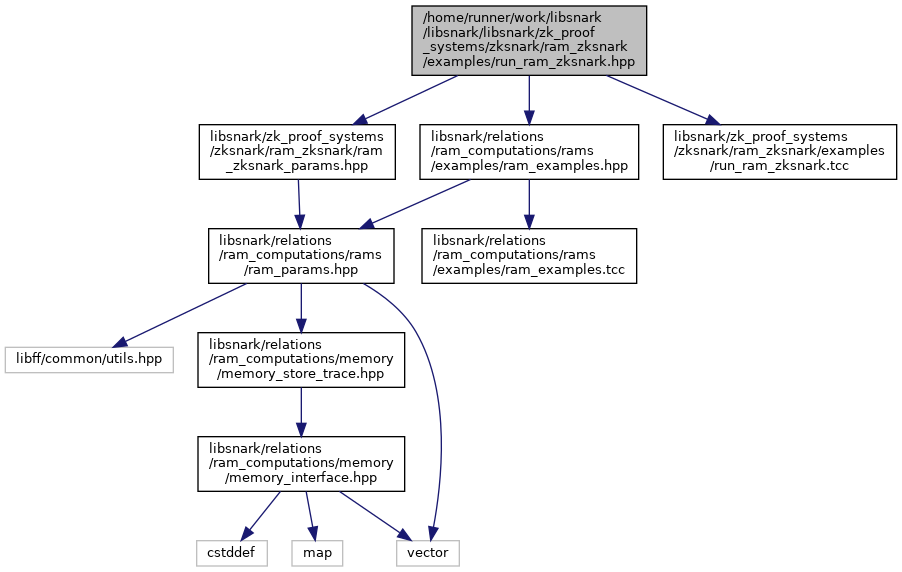 /home/runner/work/libsnark
/libsnark/libsnark/zk_proof
_systems/zksnark/ram_zksnark
/examples/run_ram_zksnark.hpp
libsnark/zk_proof_systems
/zksnark/ram_zksnark/ram
_zksnark_params.hpp
libsnark/relations
/ram_computations/rams
/examples/ram_examples.hpp
libsnark/zk_proof_systems
/zksnark/ram_zksnark/examples
/run_ram_zksnark.tcc
libsnark/relations
/ram_computations/rams
/ram_params.hpp
libsnark/relations
/ram_computations/rams
/examples/ram_examples.tcc
libff/common/utils.hpp
libsnark/relations
/ram_computations/memory
/memory_store_trace.hpp
libsnark/relations
/ram_computations/memory
/memory_interface.hpp
cstddef
map
vector